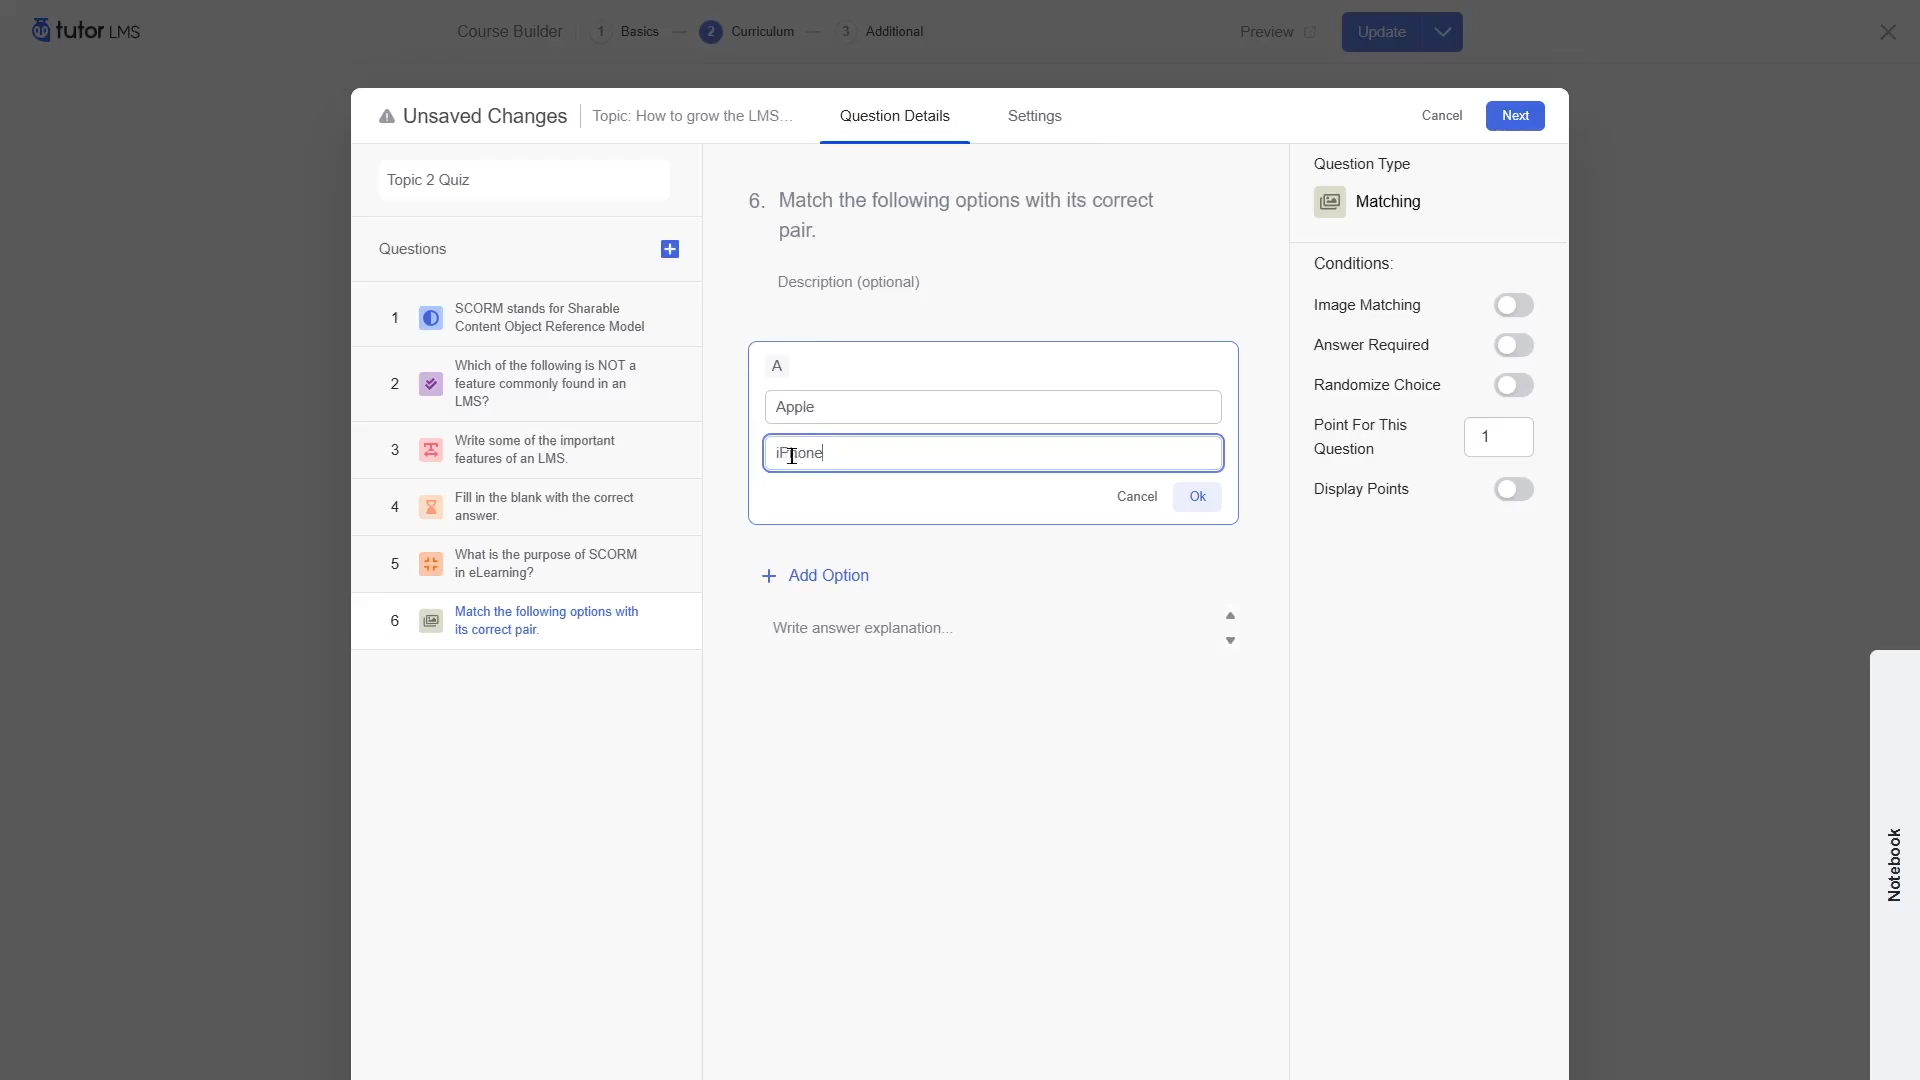 tutor LMS
Course Builder
1 Basics
2 Curriculum
3 Additional
Preview
Update
Unsaved Changes
Topic: How to grow the LMS...
Question Details
Settings
Cancel
Next
Topic 2 Quiz
Questions
1
SCORM stands for Sharable
Content Object Reference Model
2
Which of the following is NOT a
feature commonly found in an
LMS?
3
Write some of the important
features of an LMS.
4
Fill in the blank with the correct
answer.
5
What is the purpose of SCORM
in eLearning?
6
Match the following options with
its correct pair.
6. Match the following options with its correct
pair.
Description (optional)
A
Apple
iPhone
Cancel
Ok
Add Option
Write answer explanation...
Question Type
Matching
Conditions:
Image Matching
Answer Required
Randomize Choice
Point For This
Question
1
Display Points
Notebook